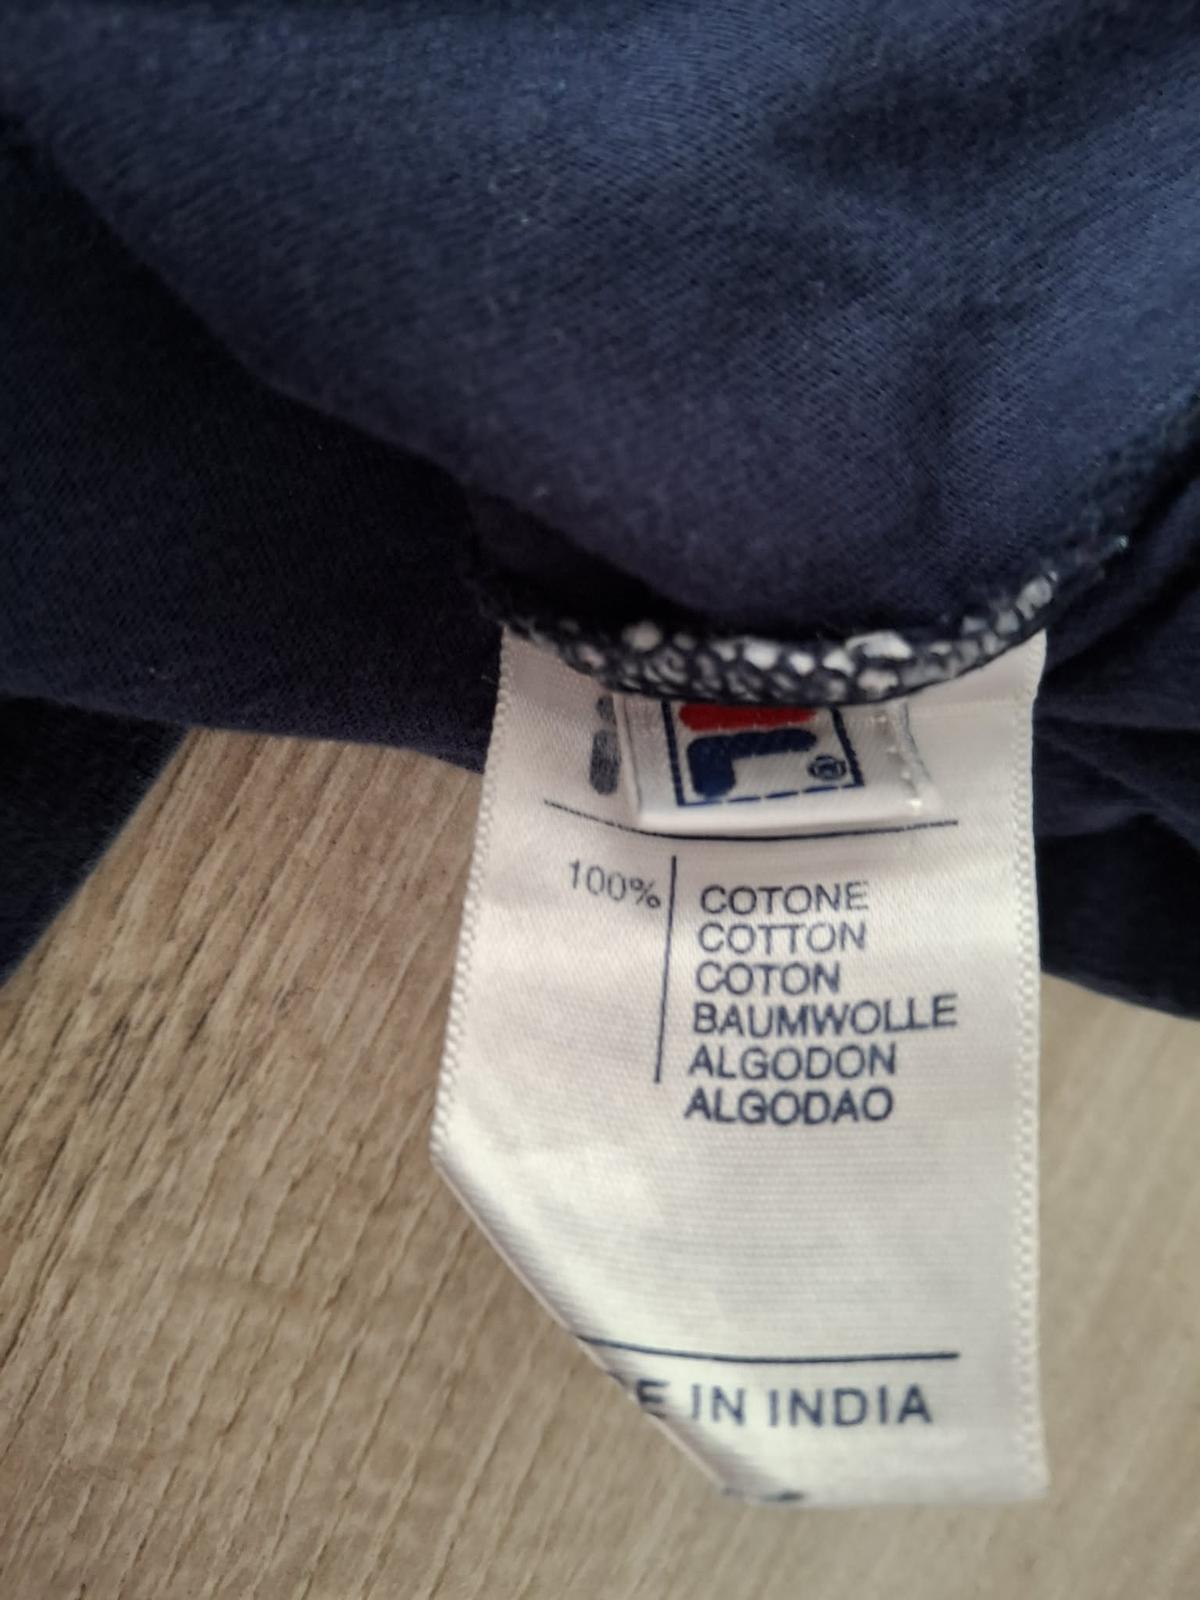 100%
COTONE
COTTON
COTON
BAUMWOLLE
ALGODON
ALGODAO
E IN INDIA